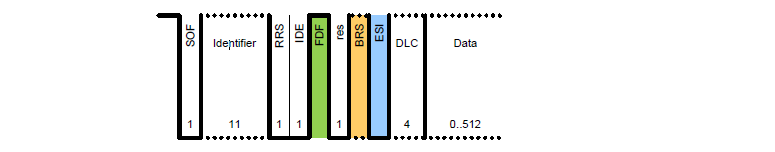 SOF Identifier RRS IDE FDF res BRS ESI DLC Data
1 11 1 1 1 4 0..512